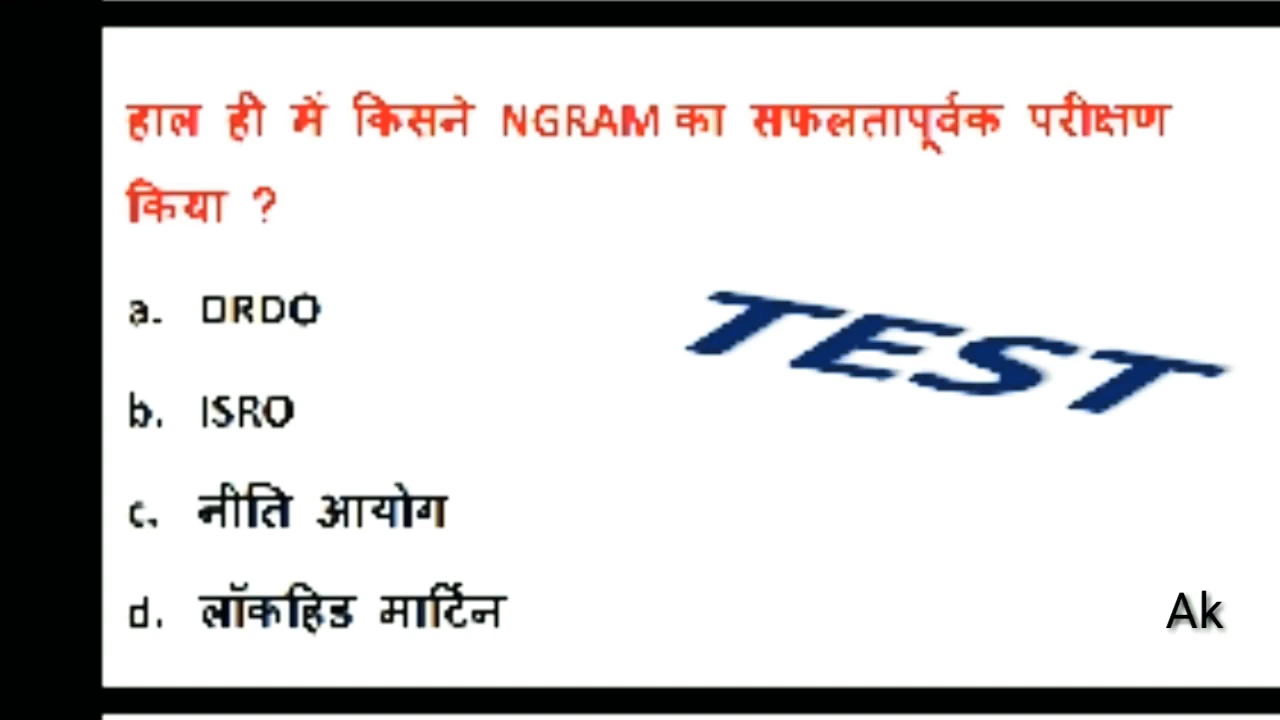 हाल ही में किसने NGRAM का सफलतापूर्वक परीक्षण
किया ?
a. DRDO
TEST
b. ISRO
c. नीति आयोग
d. लॉकहिड मार्टिन
Ak